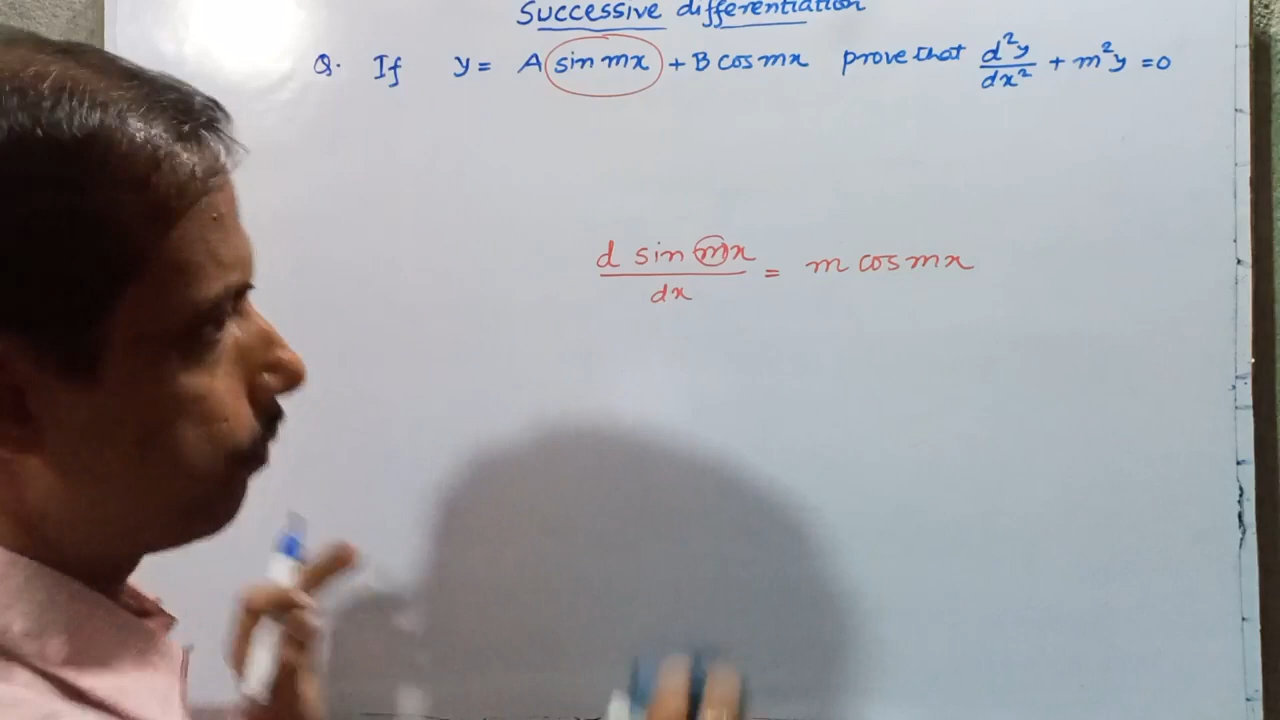 Successive differentiation
Q. If y = A sin mx + B cos mx prove that d²y/dx² + m²y = 0
d sin mx/dx = m cos mx